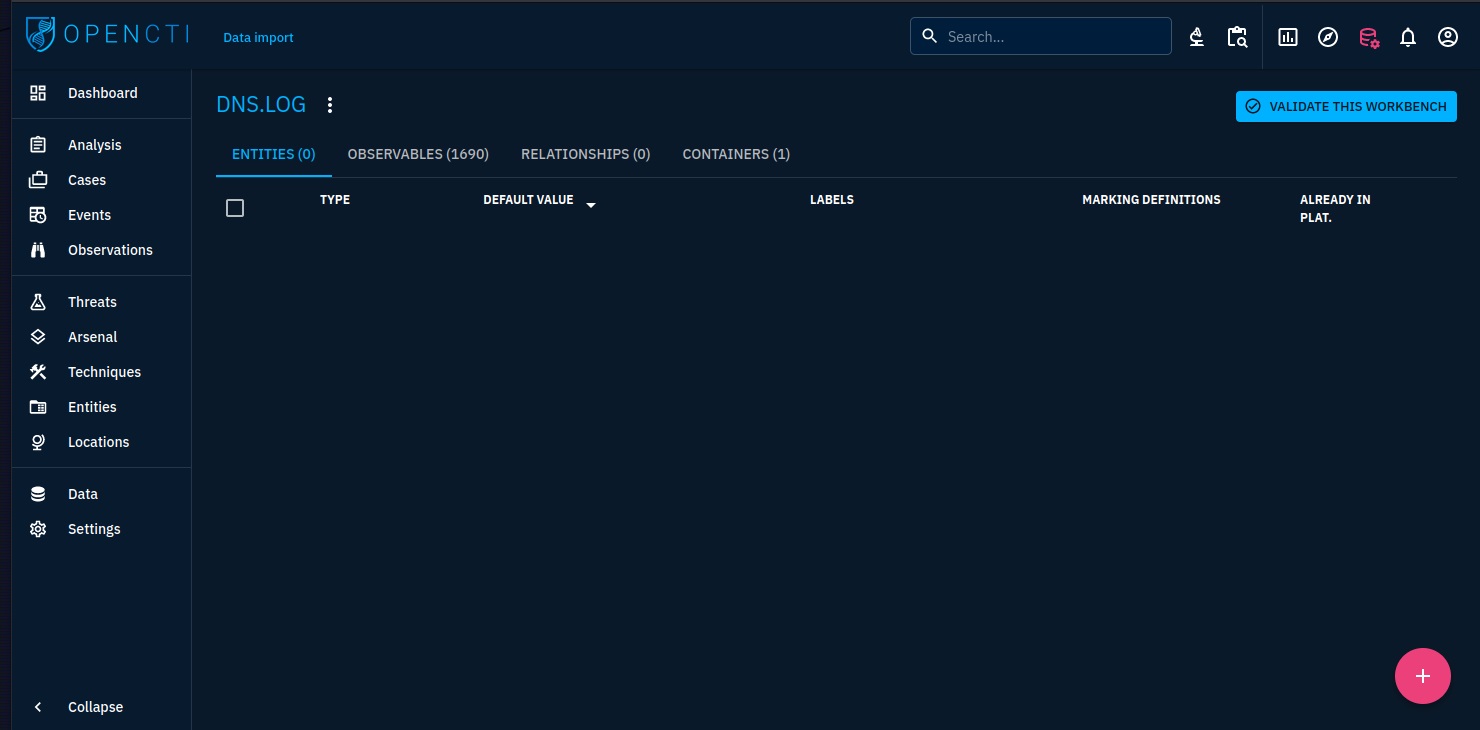 OPENCTI
Data import
Search...
Dashboard
Analysis
Cases
Events
Observations
Threats
Arsenal
Techniques
Entities
Locations
Data
Settings
Collapse
DNS.LOG
VALIDATE THIS WORKBENCH
ENTITIES (0) OBSERVABLES (1690) RELATIONSHIPS (0) CONTAINERS (1)
TYPE DEFAULT VALUE LABELS MARKING DEFINITIONS ALREADY IN
PLAT.